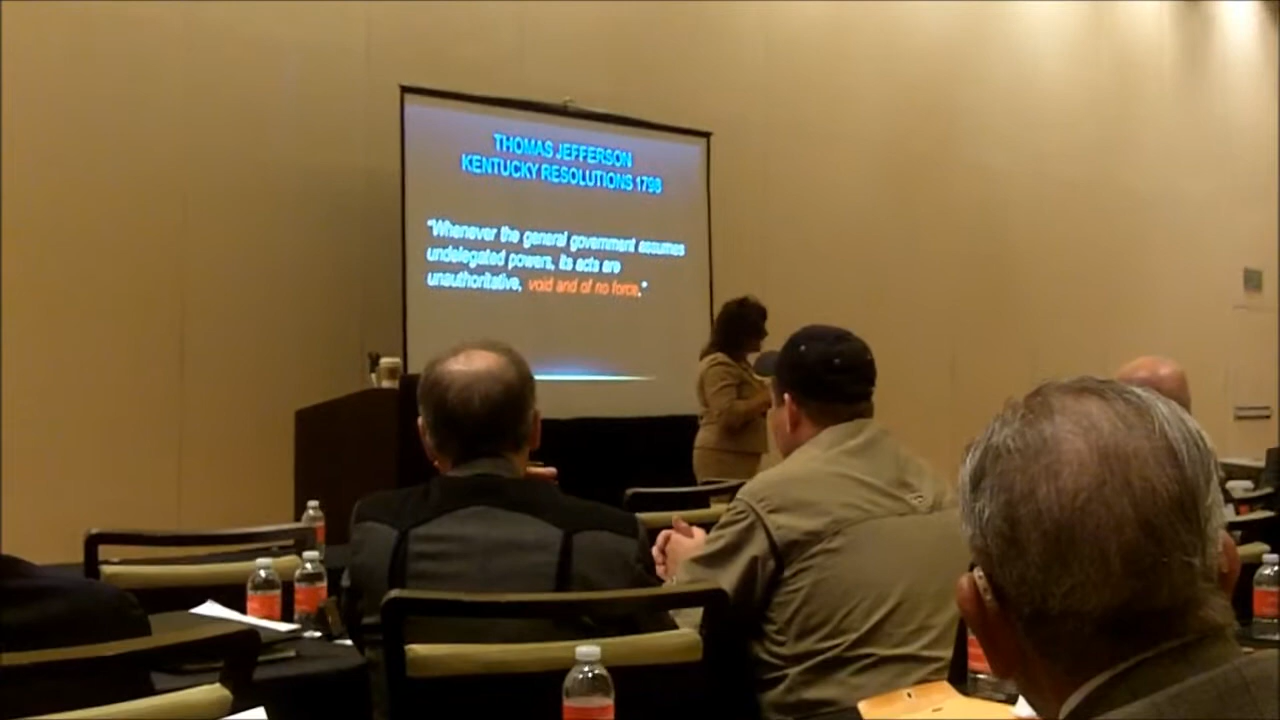 THOMAS JEFFERSON
KENTUCKY RESOLUTIONS 1798
"Whenever the general government assumes
undelegated powers, its acts are
unauthoritative, void and of no force."